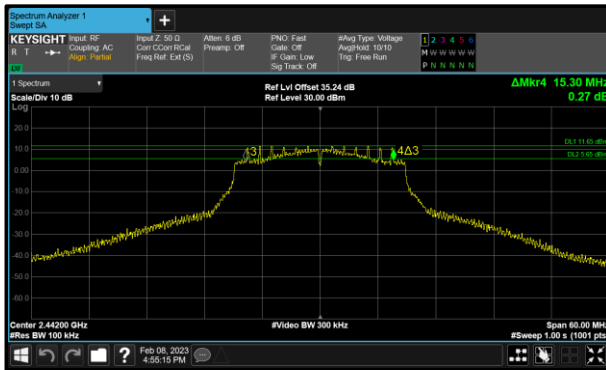 Spectrum Analyzer 1
Swept SA
KEYSIGHT
R T
LW
Input: RF
Coupling: AC
Align: Partial
Input Z: 50 Ω
Corr CCorr RCal
Freq Ref: Ext (S)
Atten: 6 dB
Preamp: Off
PNO: Fast
Gate: Off
IF Gain: Low
Sig Track: Off
#Avg Type: Voltage
Avg|Hold: 10/10
Trig: Free Run
1 2 3 4 5 6
M W W W W W
P N N N N N
1 Spectrum
Scale/Div 10 dB
Log
Ref Lvl Offset 35.24 dB
Ref Level 30.00 dBm
ΔMkr4 15.30 MHz
0.27 dB
20.0
10.0
0.00
-10.0
-20.0
-30.0
-40.0
-50.0
-60.0
3
4Δ3
DL1 11.65 dBm
DL2 5.65 dBm
Center 2.44200 GHz
#Res BW 100 kHz
#Video BW 300 kHz
Span 60.00 MHz
#Sweep 1.00 s (1001 pts)
?
Feb 08, 2023
4:55:15 PM